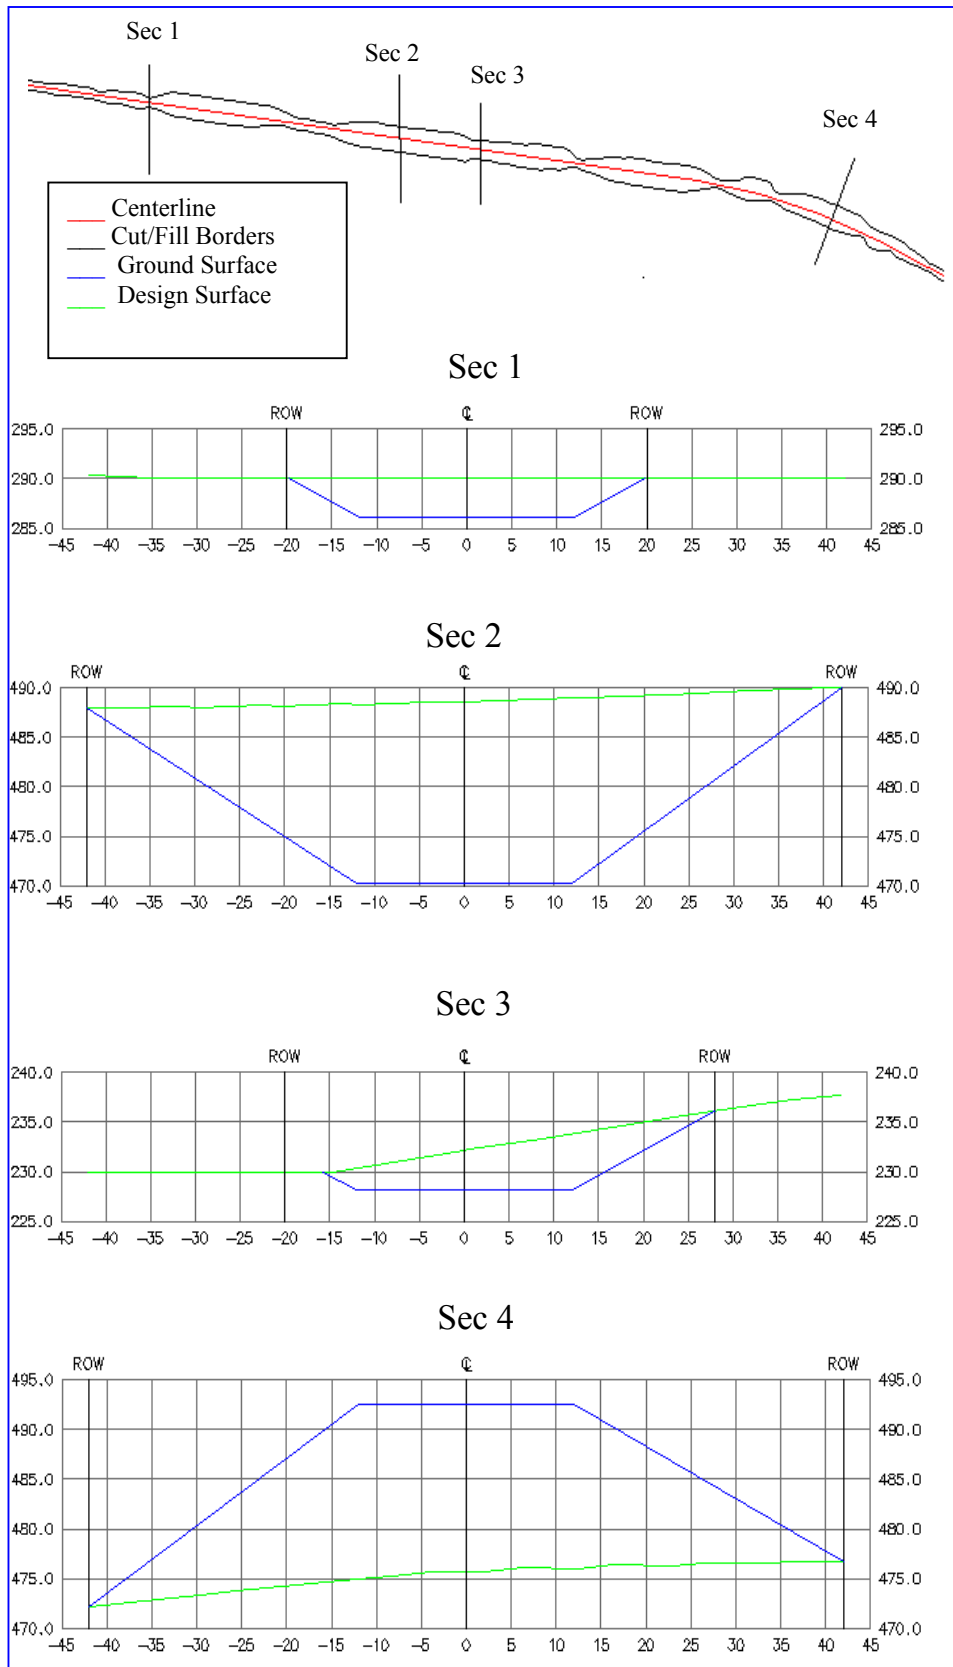 Sec 1
Sec 2
Sec 3
Sec 4
Centerline
Cut/Fill Borders
Ground Surface
Design Surface
Sec 1
ROW ℄ ROW
295.0 295.0
290.0 290.0
285.0 285.0
-45 -40 -35 -30 -25 -20 -15 -10 -5 0 5 10 15 20 25 30 35 40 45
Sec 2
ROW ℄ ROW
490.0 490.0
485.0 485.0
480.0 480.0
475.0 475.0
470.0 470.0
-45 -40 -35 -30 -25 -20 -15 -10 -5 0 5 10 15 20 25 30 35 40 45
Sec 3
ROW ℄ ROW
240.0 240.0
235.0 235.0
230.0 230.0
225.0 225.0
-45 -40 -35 -30 -25 -20 -15 -10 -5 0 5 10 15 20 25 30 35 40 45
Sec 4
ROW ℄ ROW
495.0 495.0
490.0 490.0
485.0 485.0
480.0 480.0
475.0 475.0
470.0 470.0
-45 -40 -35 -30 -25 -20 -15 -10 -5 0 5 10 15 20 25 30 35 40 45